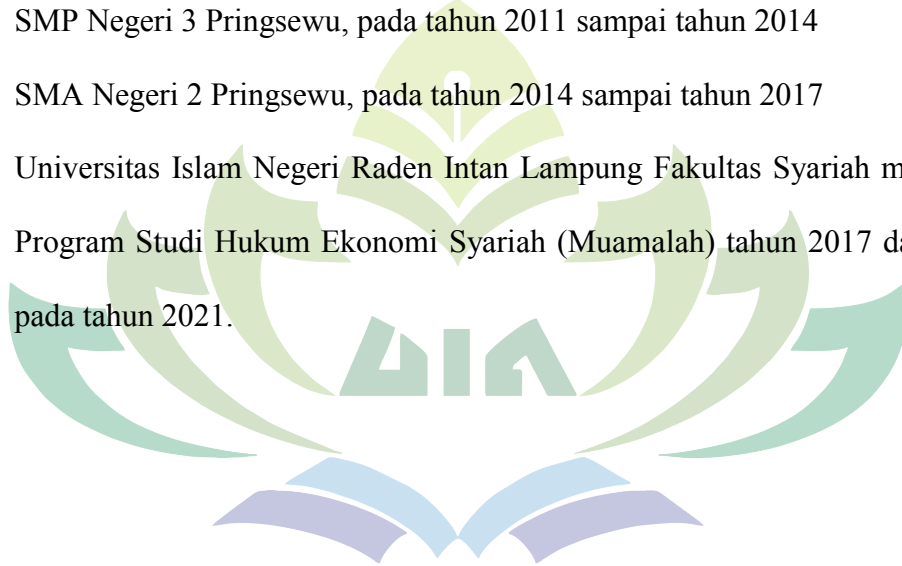 SMP Negeri 3 Pringsewu, pada tahun 2011 sampai tahun 2014
SMA Negeri 2 Pringsewu, pada tahun 2014 sampai tahun 2017
Universitas Islam Negeri Raden Intan Lampung Fakultas Syariah
Program Studi Hukum Ekonomi Syariah (Muamalah) tahun 2017
pada tahun 2021.
UIN